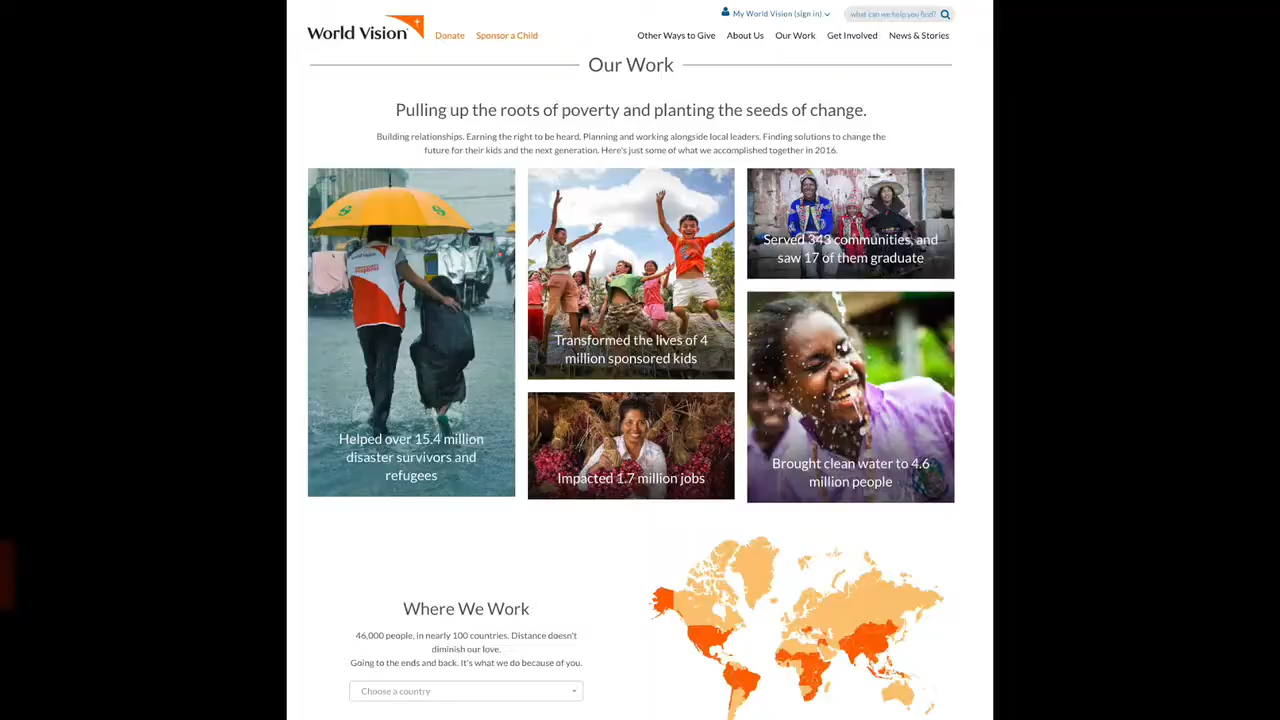 My World Vision (sign in)
what can we help you find?
World Vision
Donate
Sponsor a Child
Other Ways to Give
About Us
Our Work
Get Involved
News & Stories
Our Work
Pulling up the roots of poverty and planting the seeds of change.
Building relationships. Earning the right to be heard. Planning and working alongside local leaders. Finding solutions to change the
future for their kids and the next generation. Here's just some of what we accomplished together in 2016.
World Vision
Helped over 15.4 million
disaster survivors and
refugees
Transformed the lives of 4
million sponsored kids
Impacted 1.7 million jobs
Served 343 communities, and
saw 17 of them graduate
Brought clean water to 4.6
million people
Where We Work
46,000 people, in nearly 100 countries. Distance doesn't
diminish our love.
Going to the ends and back. It's what we do because of you.
Choose a country